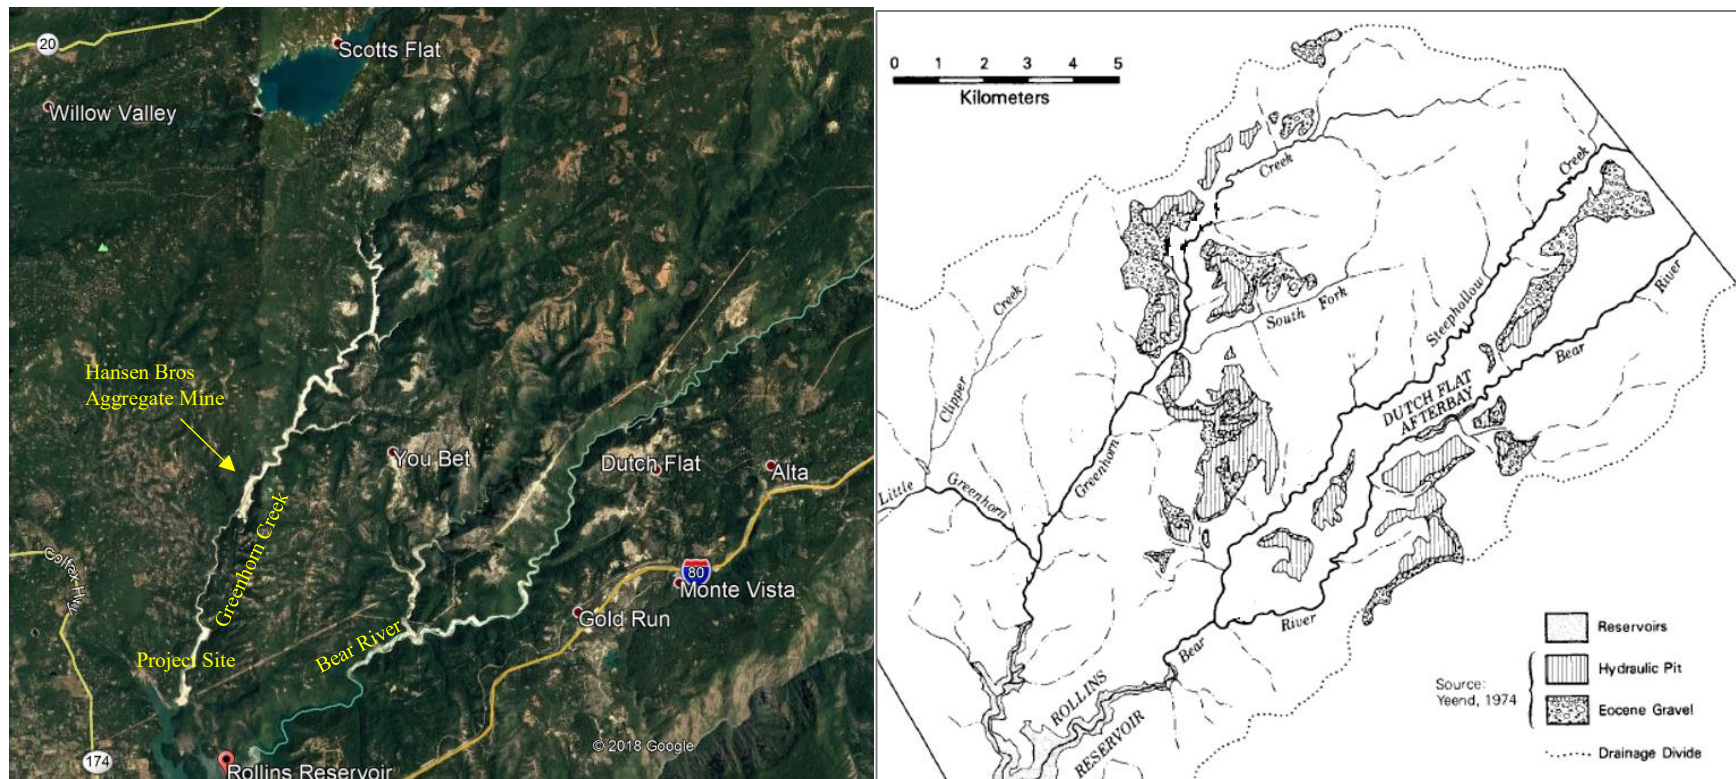 20
Scotts Flat
Willow Valley
Hansen Bros
Aggregate Mine
You Bet
Dutch Flat
Alta
Greenhorn Creek
Colfax Hwy
80
Monte Vista
Gold Run
Bear River
Project Site
© 2018 Google
174
Rollins Reservoir
0 1 2 3 4 5
Kilometers
Creek
Creek
Steephollow
River
Creek
Clipper
South Fork
Bear
DUTCH FLAT
AFTERBAY
Greenhorn
Little Greenhorn
River
Bear
ROLLINS
RESERVOIR
Reservoirs
Hydraulic Pit
Source:
Yeend, 1974
Eocene Gravel
Drainage Divide